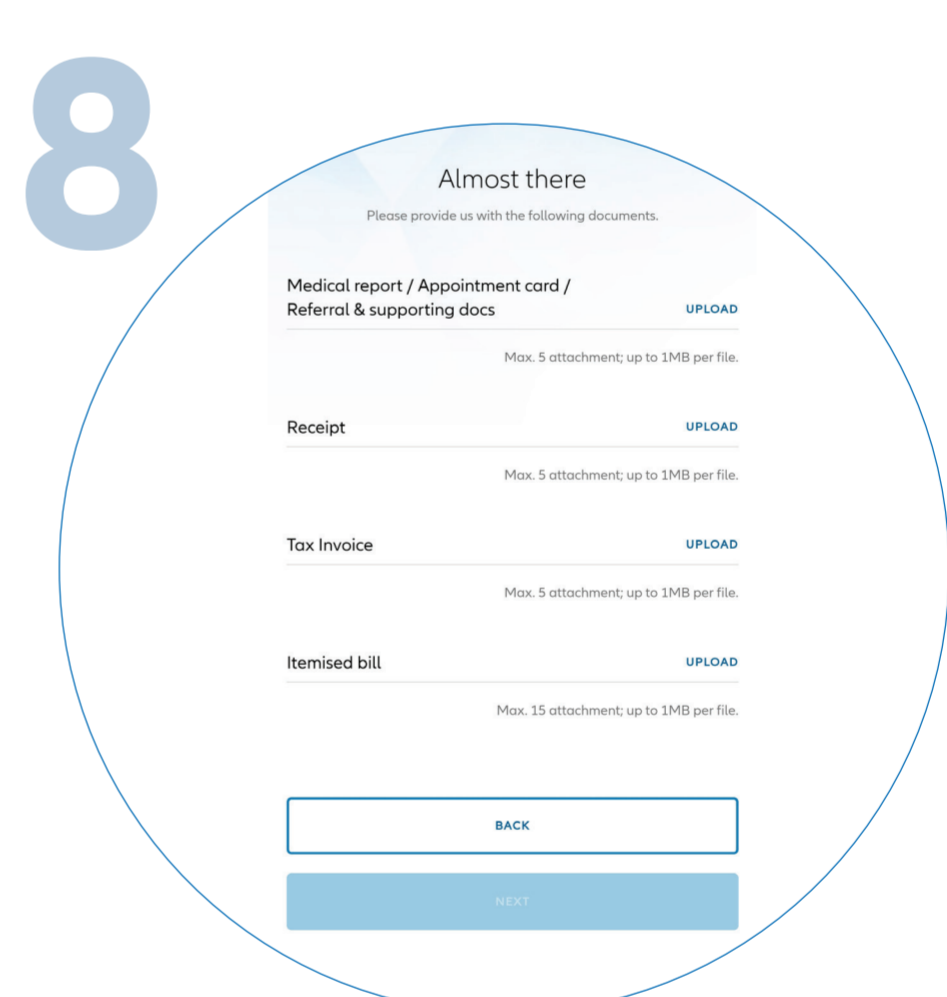 8
Almost there
Please provide us with the following documents.
Medical report / Appointment card /
Referral & supporting docs UPLOAD
Max. 5 attachment; up to 1MB per file.
Receipt UPLOAD
Max. 5 attachment; up to 1MB per file.
Tax Invoice UPLOAD
Max. 5 attachment; up to 1MB per file.
Itemised bill UPLOAD
Max. 15 attachment; up to 1MB per file.
BACK
NEXT